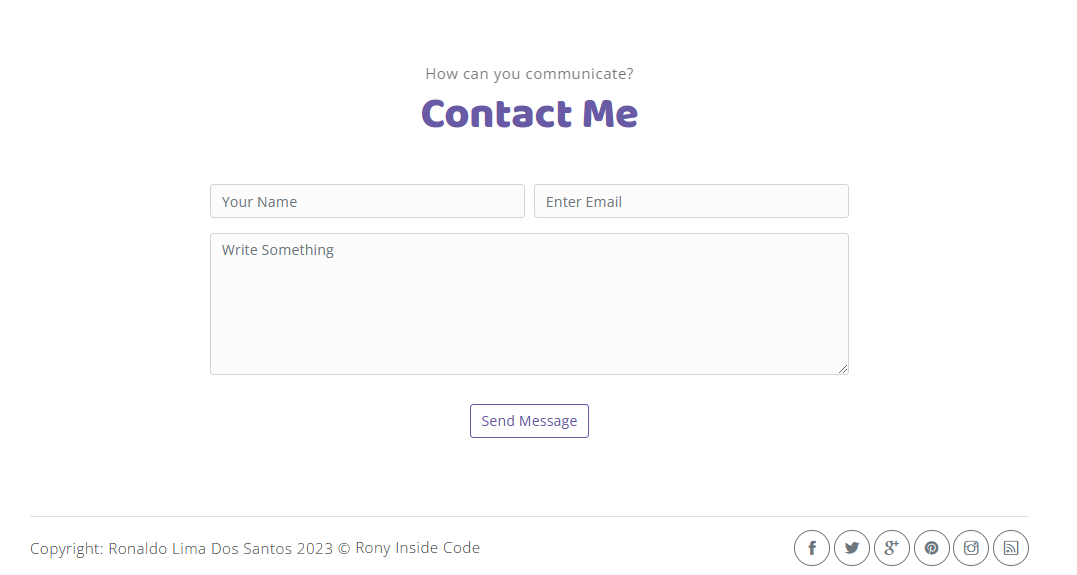 How can you communicate?
Contact Me
Your Name
Enter Email
Write Something
Send Message
Copyright: Ronaldo Lima Dos Santos 2023 © Rony Inside Code